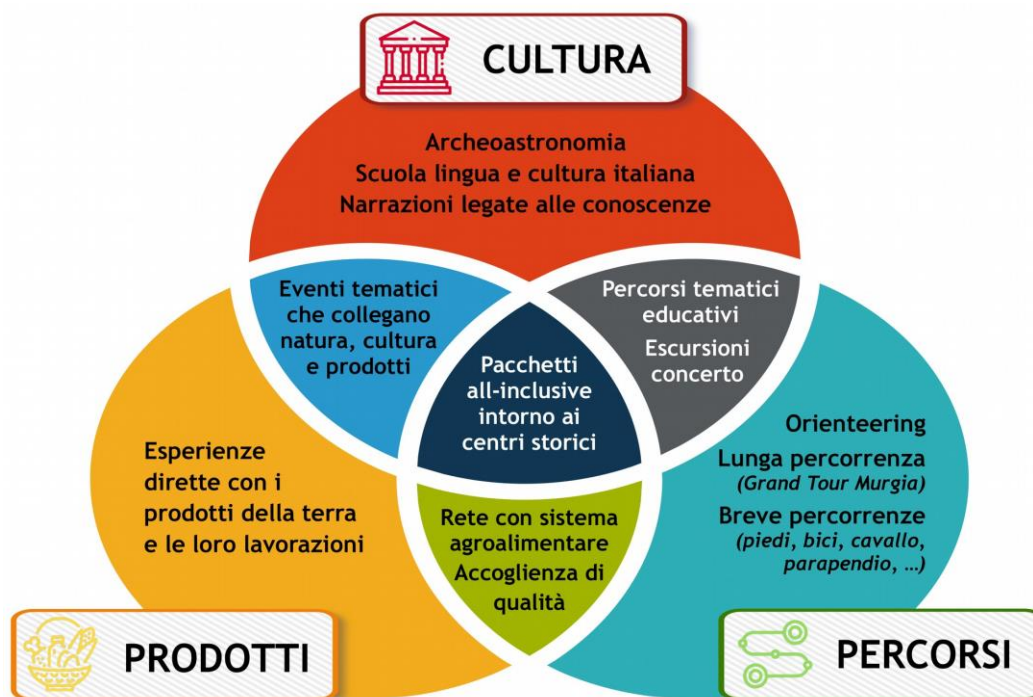 CULTURA
Archeoastronomia
Scuola lingua e cultura italiana
Narrazioni legate alle conoscenze
Eventi tematici
che collegano
natura, cultura
e prodotti
Percorsi tematici
educativi
Escursioni
concerto
Pacchetti
all-inclusive
intorno ai
centri storici
Esperienze
dirette con i
prodotti della terra
e le loro lavorazioni
Orienteering
Lunga percorrenza
(Grand Tour Murgia)
Breve percorrenze
(piedi, bici, cavallo,
parapendio, ...)
Rete con sistema
agroalimentare
Accoglienza di
qualità
PRODOTTI
PERCORSI